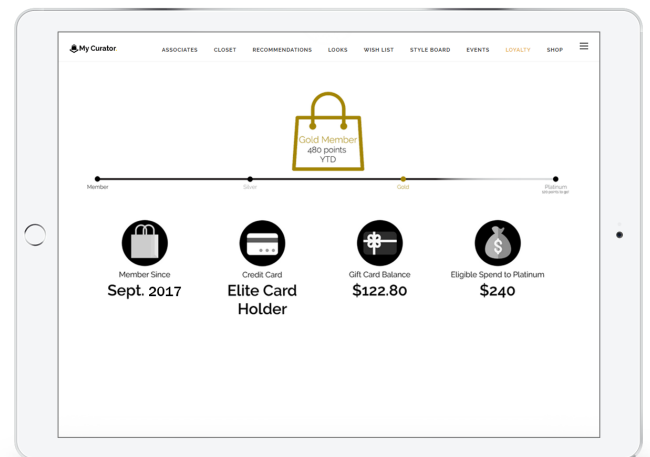 My Curator
ASSOCIATES CLOSET RECOMMENDATIONS LOOKS WISH LIST STYLE BOARD EVENTS LOYALTY SHOP
Gold Member
480 points
YTD
Member Silver Gold Platinum
Member Since Credit Card Gift Card Balance Eligible Spend to Platinum
Sept. 2017 Elite Card Holder $122.80 $240